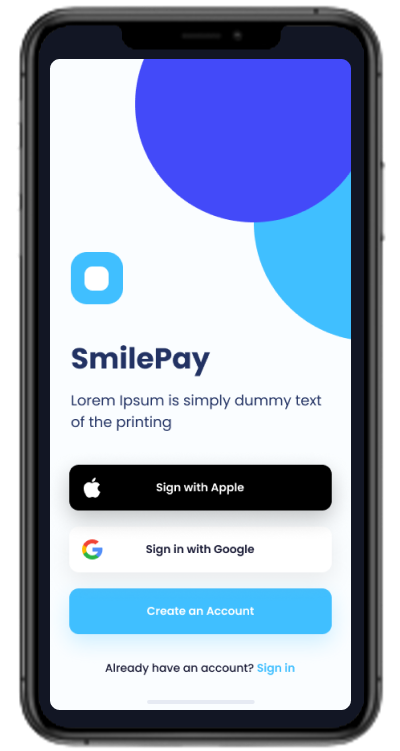 SmilePay
Lorem Ipsum is simply dummy text
of the printing
Sign with Apple
Sign in with Google
Create an Account
Already have an account? Sign in